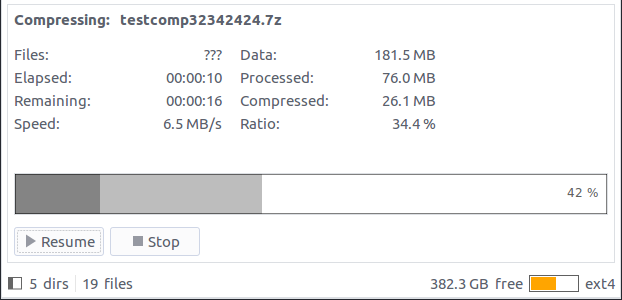 Compressing: testcomp32342424.7z
Files: ??? Data: 181.5 MB
Elapsed: 00:00:10 Processed: 76.0 MB
Remaining: 00:00:16 Compressed: 26.1 MB
Speed: 6.5 MB/s Ratio: 34.4 %
42 %
Resume Stop
5 dirs 19 files 382.3 GB free ext4